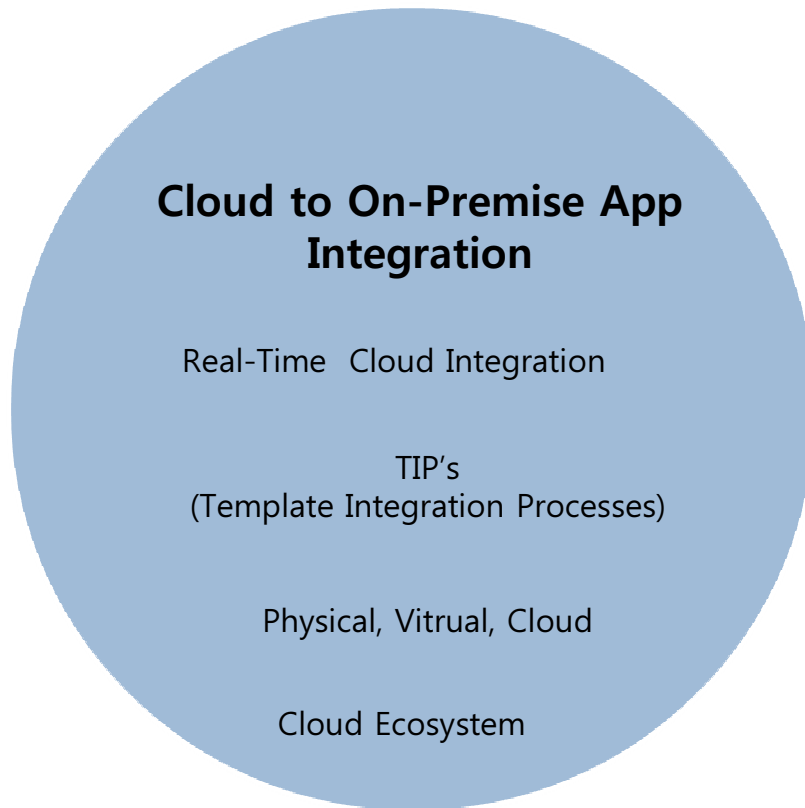 Cloud to On-Premise App
Integration
Real-Time  Cloud Integration
TIP's
(Template Integration Processes)
Physical, Vitrual, Cloud
Cloud Ecosystem